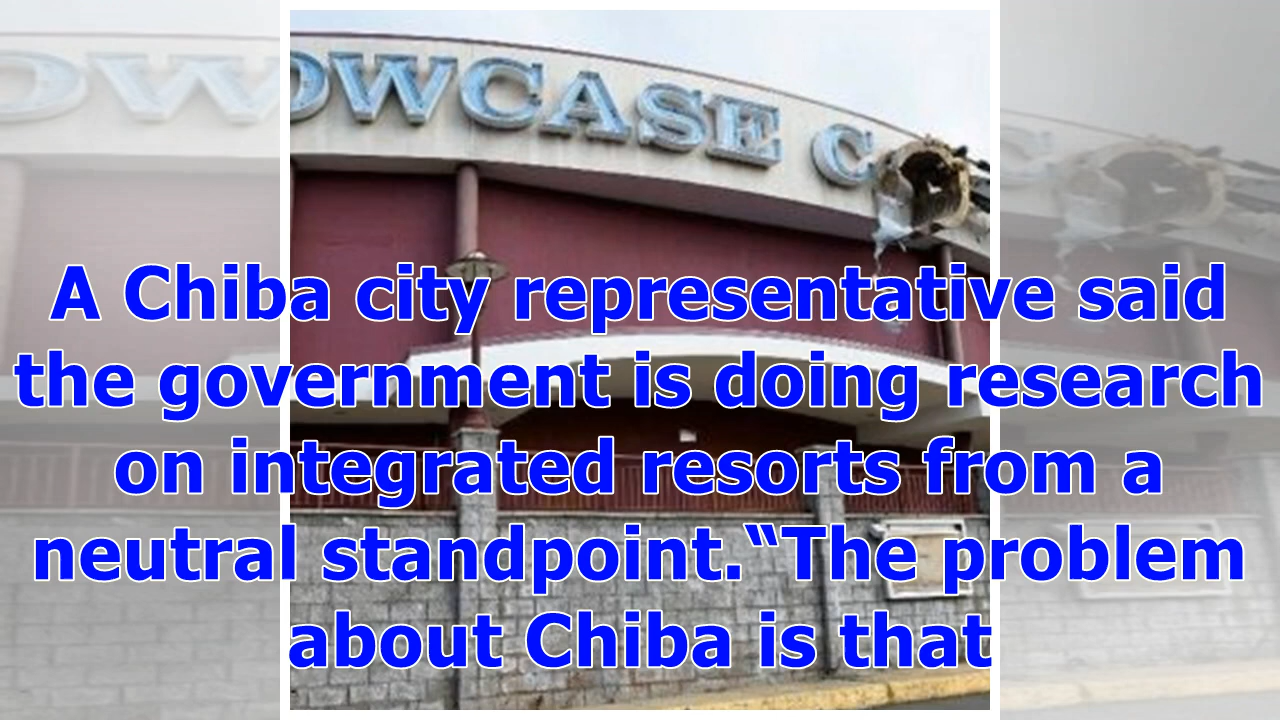 OWCASE C
A Chiba city representative said
the government is doing research
on integrated resorts from a
neutral standpoint. “The problem
about Chiba is that